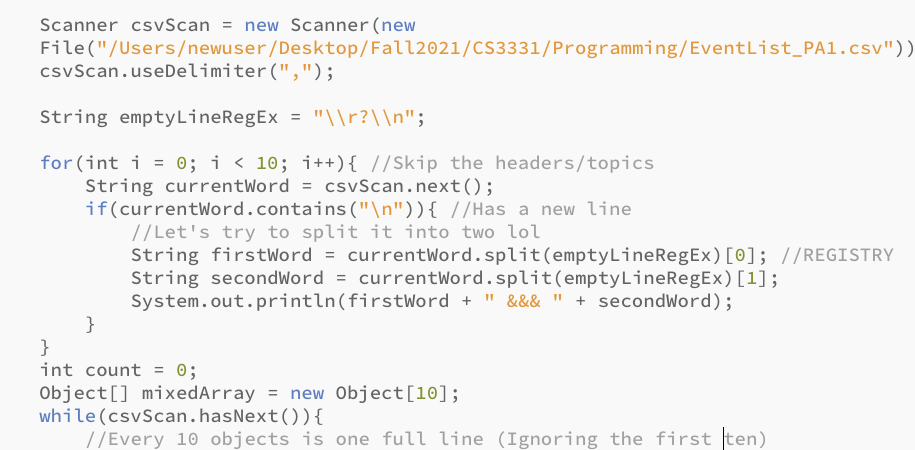 Scanner csvScan = new Scanner(new
File("/Users/newuser/Desktop/Fall2021/CS3331/Programming/EventList_PA1.csv"))
csvScan.useDelimiter(",");
String emptyLineRegEx = "\\r?\\n";
for(int i = 0; i < 10; i++){ //Skip the headers/topics
String currentWord = csvScan.next();
if(currentWord.contains("\n")){ //Has a new line
//Let's try to split it into two lol
String firstWord = currentWord.split(emptyLineRegEx)[0]; //REGISTRY
String secondWord = currentWord.split(emptyLineRegEx)[1];
System.out.println(firstWord + " &&& " + secondWord);
}
}
int count = 0;
Object[] mixedArray = new Object[10];
while(csvScan.hasNext()){
//Every 10 objects is one full line (Ignoring the first ten)